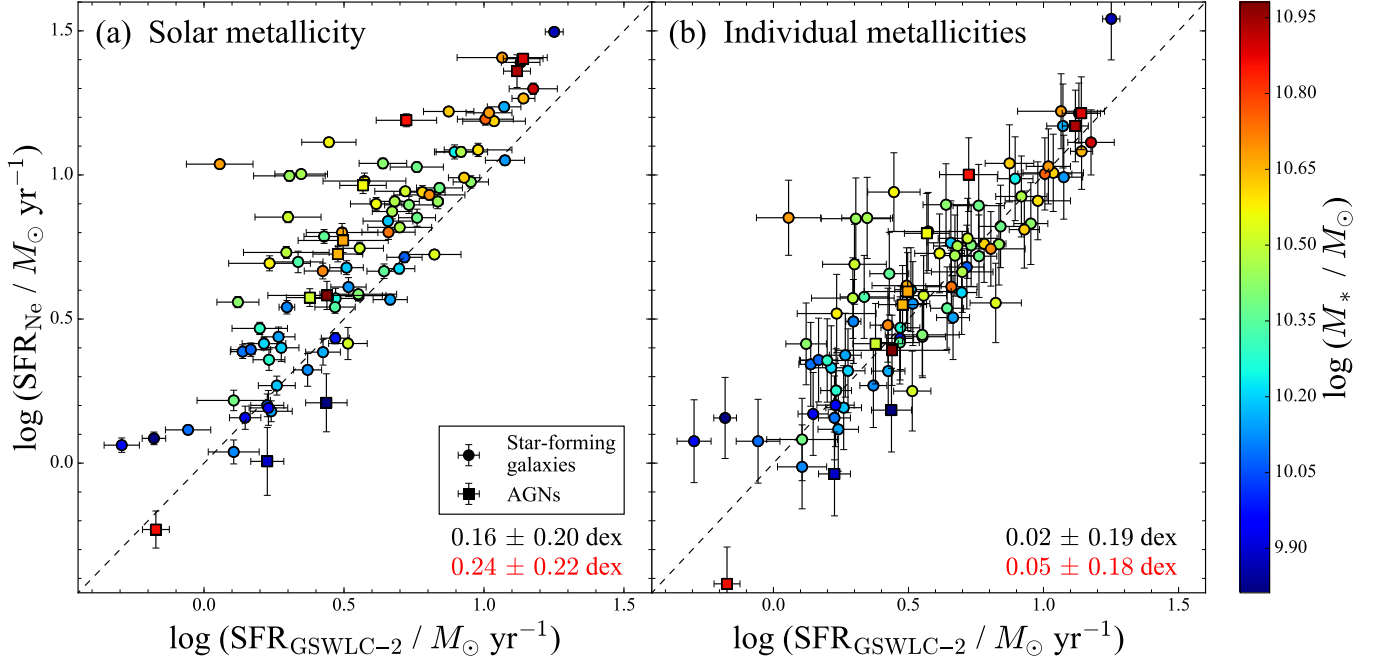 (a) Solar metallicity
(b) Individual metallicities
1.5
1.0
0.5
0.0
log (SFR_Ne / M_⊙ yr⁻¹)
Star-forming
galaxies
AGNs
0.16 ± 0.20 dex
0.24 ± 0.22 dex
0.02 ± 0.19 dex
0.05 ± 0.18 dex
0.0 0.5 1.0 1.5
0.0 0.5 1.0 1.5
log (SFR_GSWLC−2 / M_⊙ yr⁻¹)
log (SFR_GSWLC−2 / M_⊙ yr⁻¹)
10.95
10.80
10.65
10.50
10.35
10.20
10.05
9.90
log (M_* / M_⊙)